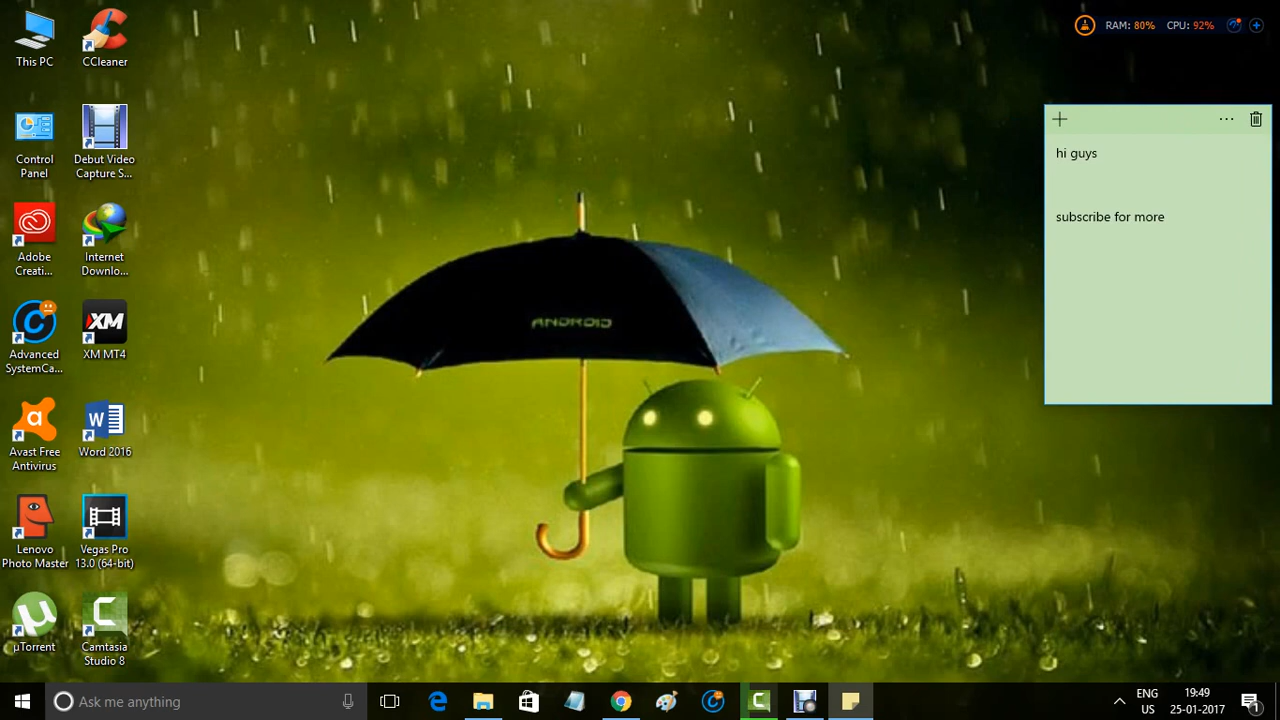 This PC
CCleaner
RAM: 80% CPU: 92%
Control
Panel
Debut Video
Capture S...
hi guys
subscribe for more
Adobe
Creati...
Internet
Downlo...
ANDROID
Advanced
SystemCa...
XM
XM MT4
Avast Free
Antivirus
Word 2016
Lenovo
Photo Master
Vegas Pro
13.0 (64-bit)
µTorrent
Camtasia
Studio 8
Ask me anything
ENG
US
19:49
25-01-2017
1